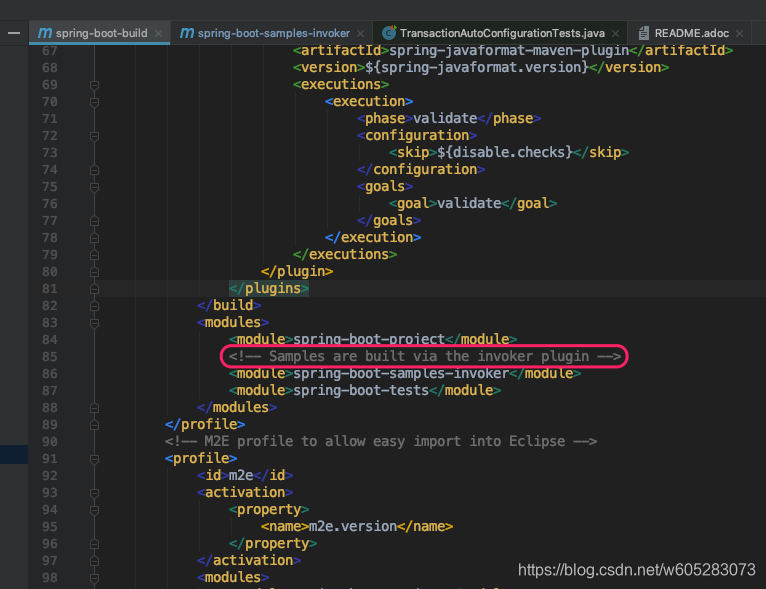 spring-boot-build
spring-boot-samples-invoker
TransactionAutoConfigurationTests.java
README.adoc
67 <artifactId>spring-javaformat-maven-plugin</artifactId>
68 <version>${spring-javaformat.version}</version>
69 <executions>
70 <execution>
71 <phase>validate</phase>
72 <configuration>
73 <skip>${disable.checks}</skip>
74 </configuration>
75 <goals>
76 <goal>validate</goal>
77 </goals>
78 </execution>
79 </executions>
80 </plugin>
81 </plugins>
82 </build>
83 <modules>
84 <module>spring-boot-project</module>
85 <!-- Samples are built via the invoker plugin -->
86 <module>spring-boot-samples-invoker</module>
87 <module>spring-boot-tests</module>
88 </modules>
89 </profile>
90 <!-- M2E profile to allow easy import into Eclipse -->
91 <profile>
92 <id>m2e</id>
93 <activation>
94 <property>
95 <name>m2e.version</name>
96 </property>
97 </activation>
98 <modules>
https://blog.csdn.net/w605283073